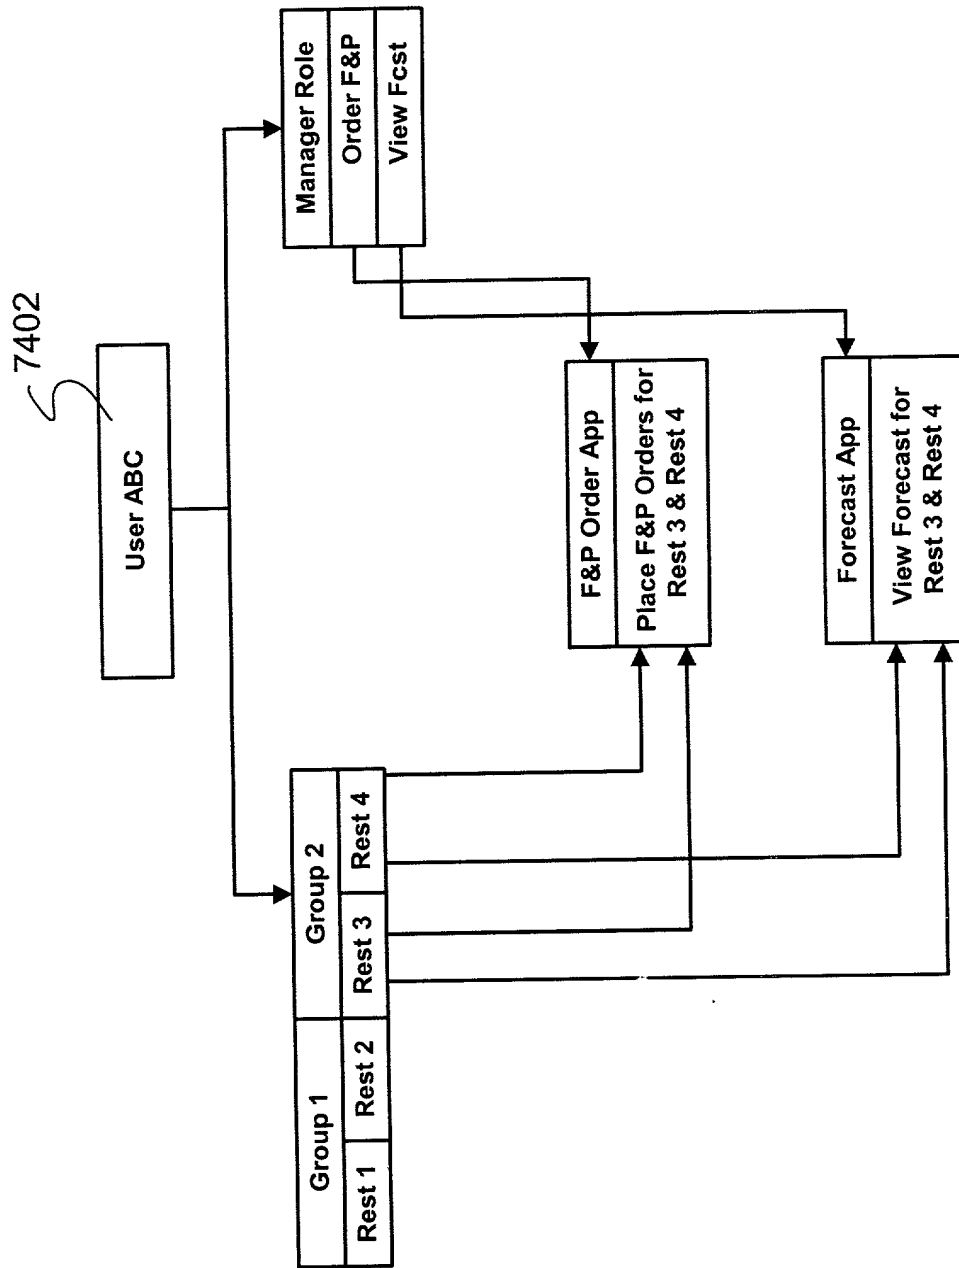 7402
User ABC
Manager Role
Order F&P
View Fcst
Group 1
Group 2
Rest 1
Rest 2
Rest 3
Rest 4
F&P Order App
Place F&P Orders for
Rest 3 & Rest 4
Forecast App
View Forecast for
Rest 3 & Rest 4